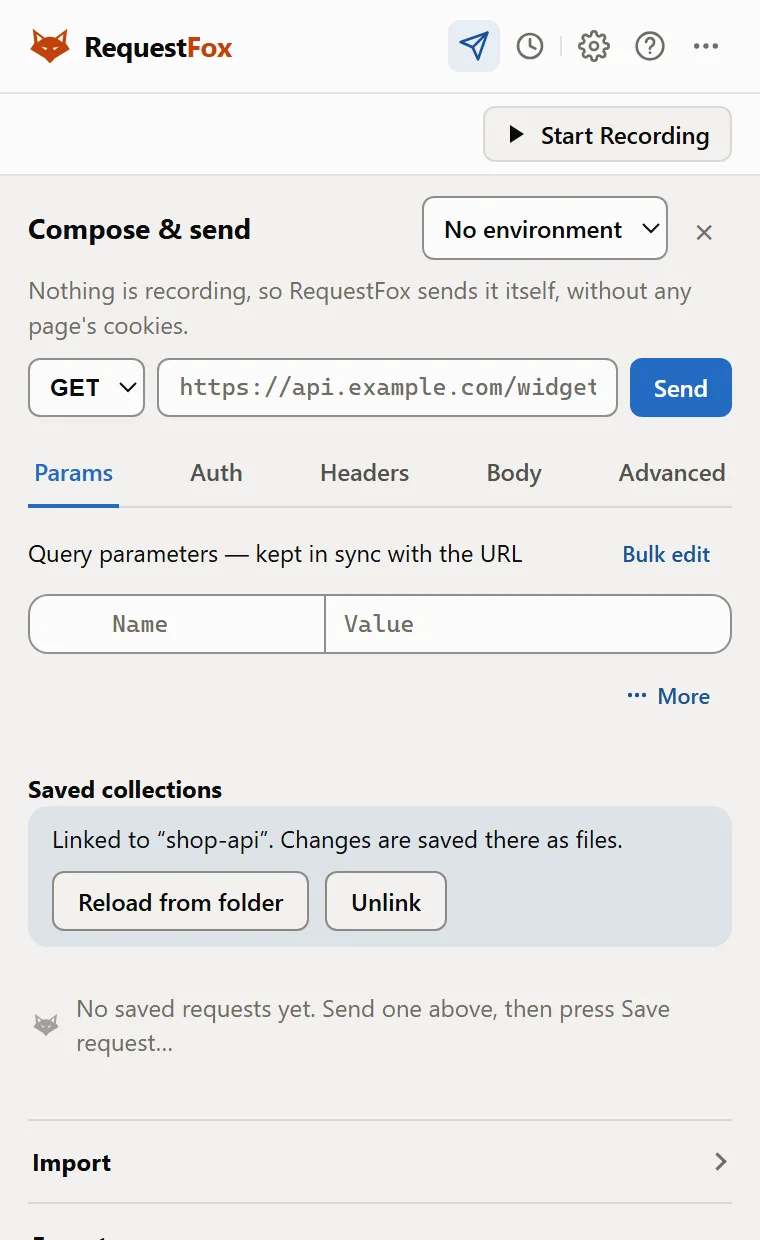 RequestFox
Start Recording
Compose & send
No environment
Nothing is recording, so RequestFox sends it itself, without any
page's cookies.
GET
https://api.example.com/widget
Send
Params
Auth
Headers
Body
Advanced
Query parameters — kept in sync with the URL
Bulk edit
Name
Value
··· More
Saved collections
Linked to “shop-api”. Changes are saved there as files.
Reload from folder
Unlink
No saved requests yet. Send one above, then press Save
request…
Import